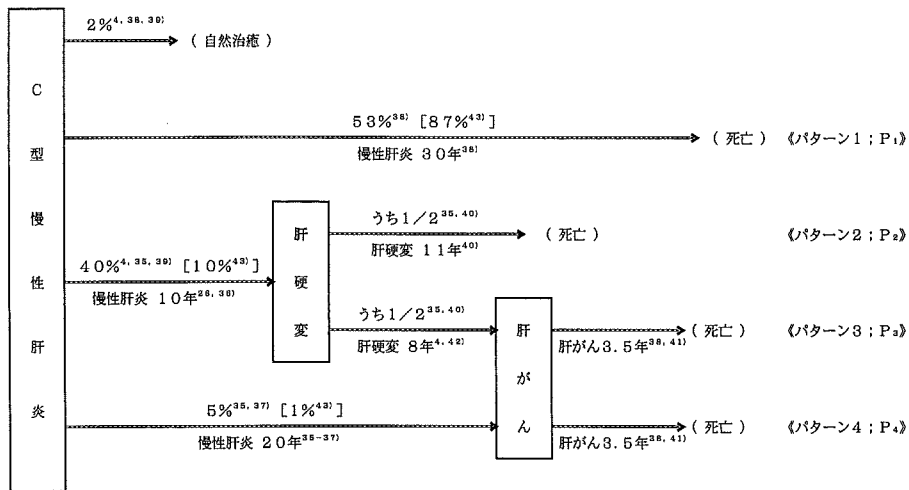 2%4, 38, 39)
(自然治癒)
C型慢性肝炎
53%38) [87%43)]
慢性肝炎 30年38)
(死亡) 《パターン1;P₁》
うち1/2 35, 40)
肝硬変 11年40)
(死亡) 《パターン2;P₂》
肝硬変
40%4, 35, 39) [10%43)]
慢性肝炎 10年26, 36)
うち1/2 35, 40)
肝硬変 8年4, 42)
肝がん
肝がん3.5年38, 41)
(死亡) 《パターン3;P₃》
5%35, 37) [1%43)]
慢性肝炎 20年35-37)
肝がん3.5年38, 41)
(死亡) 《パターン4;P₄》